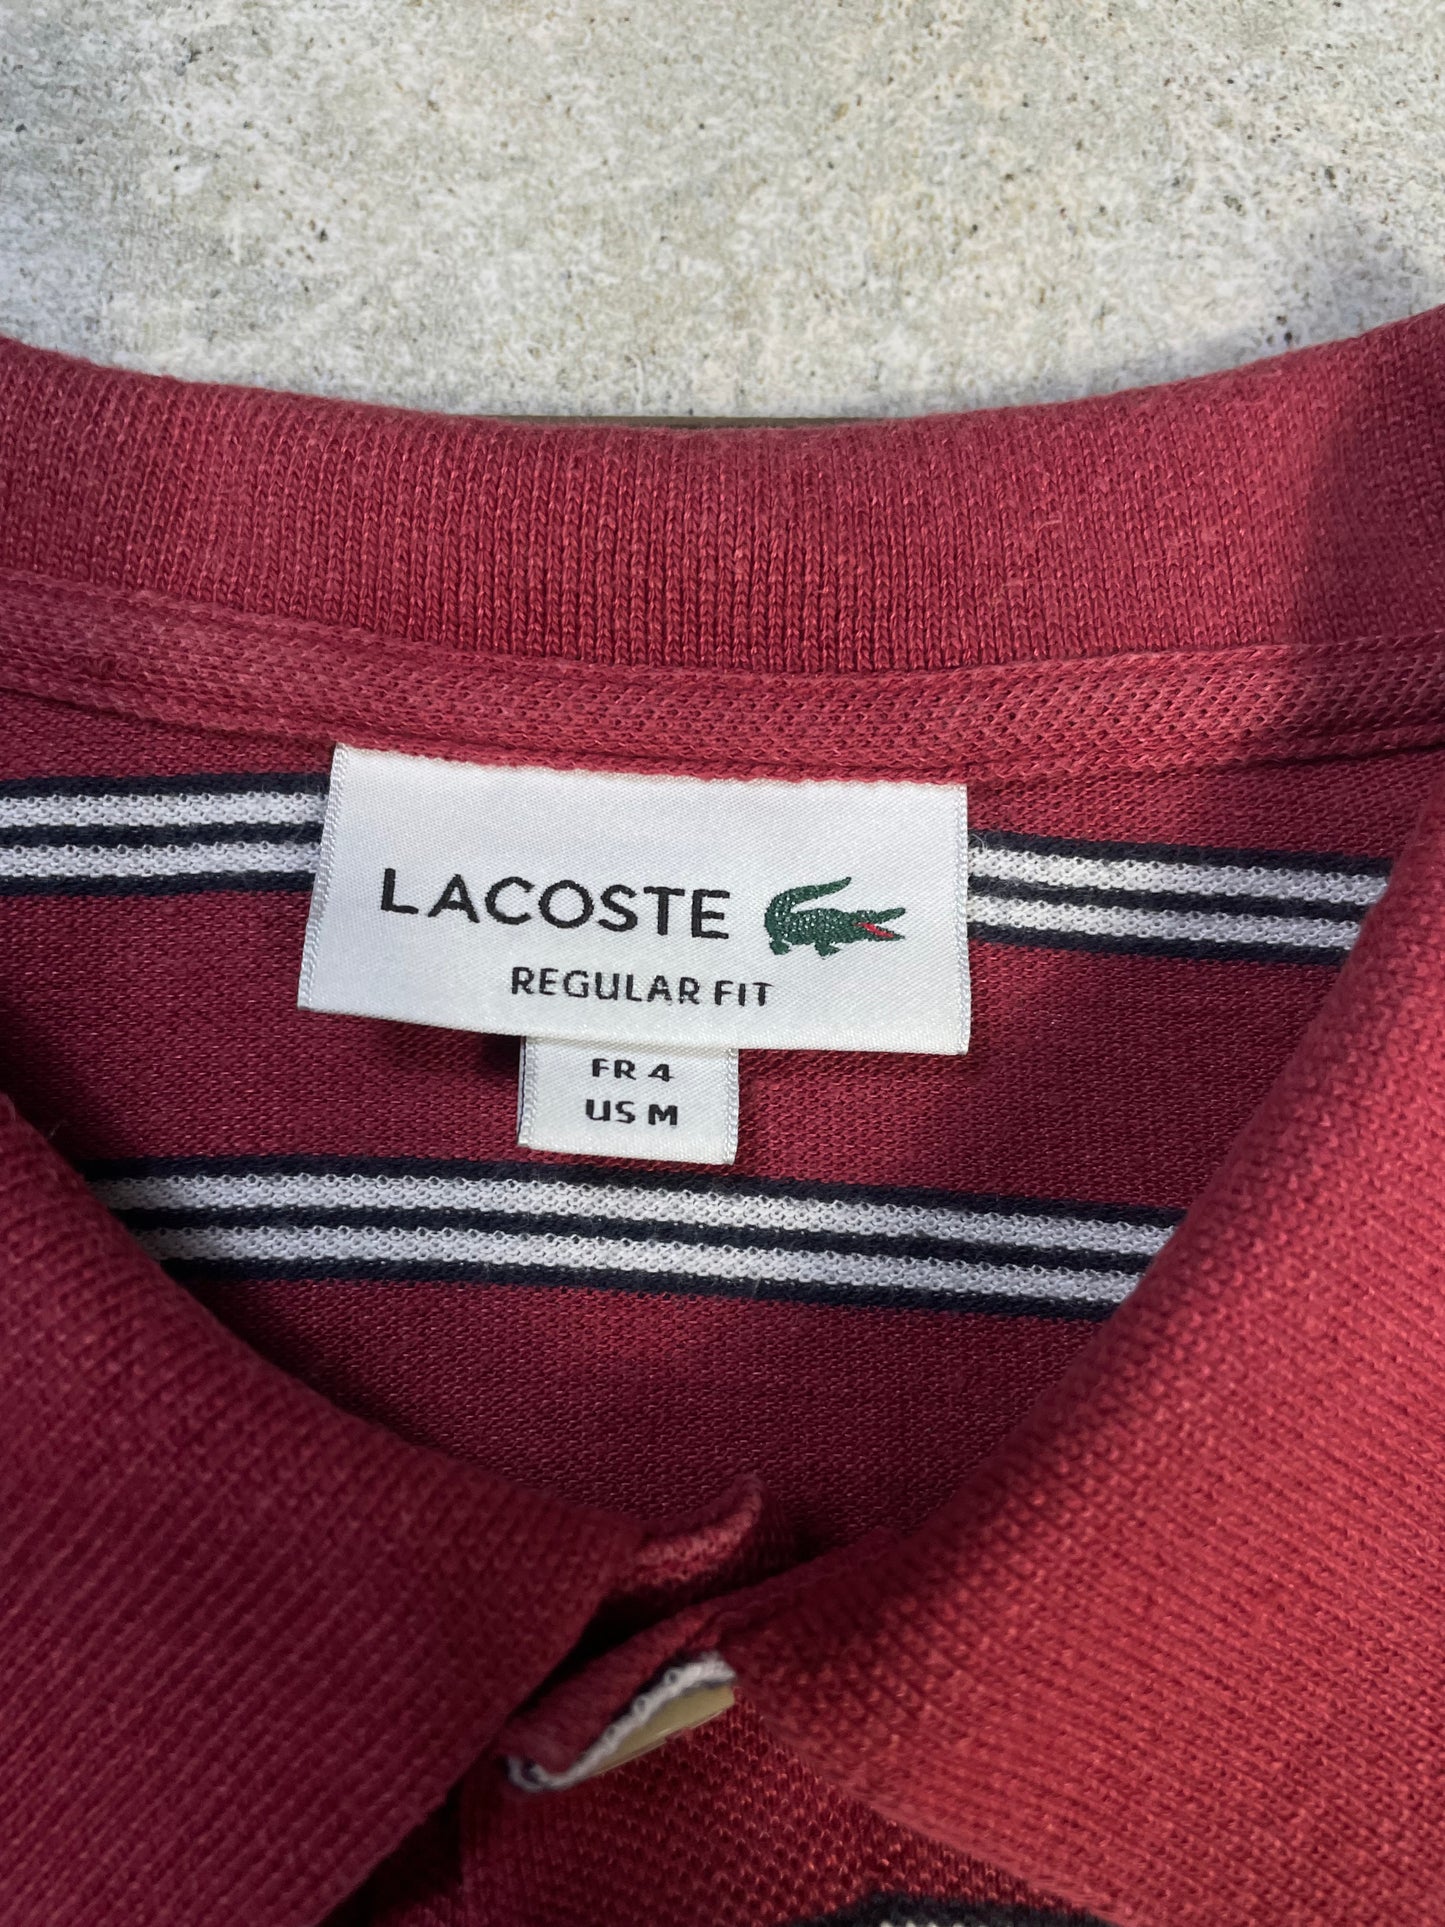 LACOSTE
REGULAR FIT
FR 4
US M